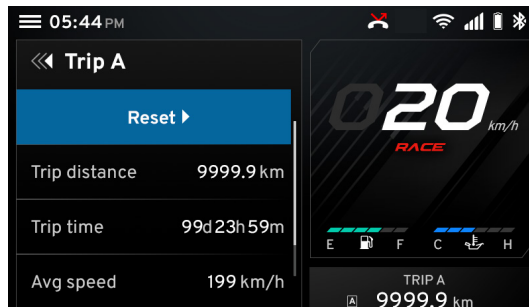 05:44 PM
Trip A
Reset
Trip distance 9999.9 km
Trip time 99d23h59m
Avg speed 199 km/h
020 km/h
RACE
E F C H
TRIP A
A 9999.9 km